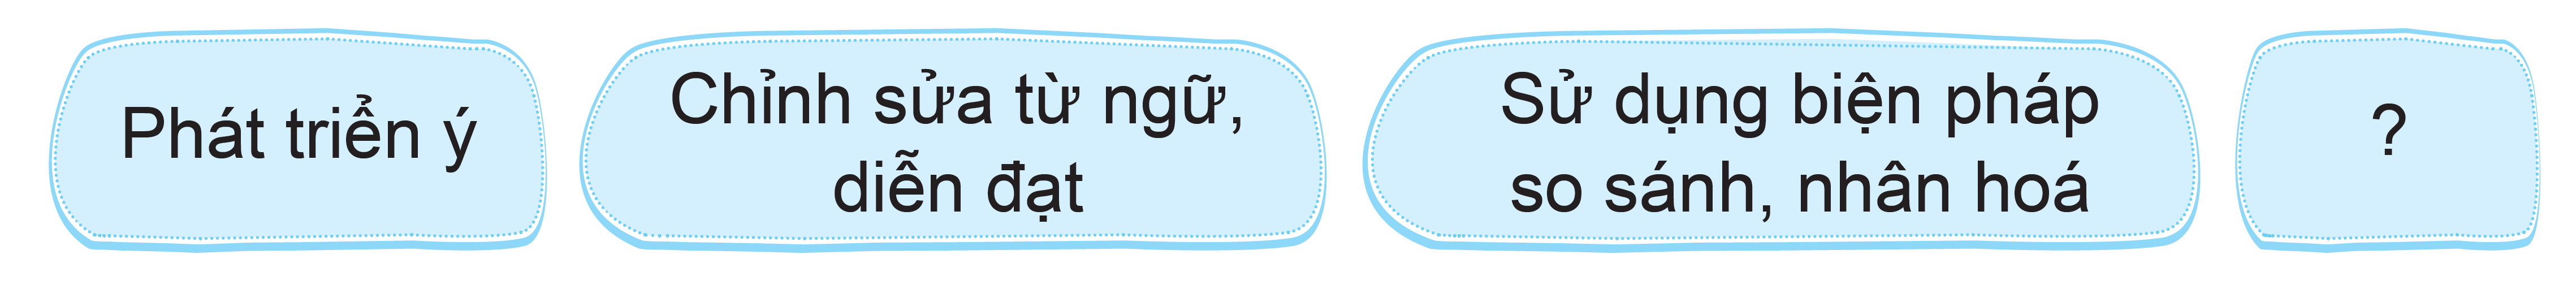 Phát triển ý
Chỉnh sửa từ ngữ,
diễn đạt
Sử dụng biện pháp
so sánh, nhân hoá
?